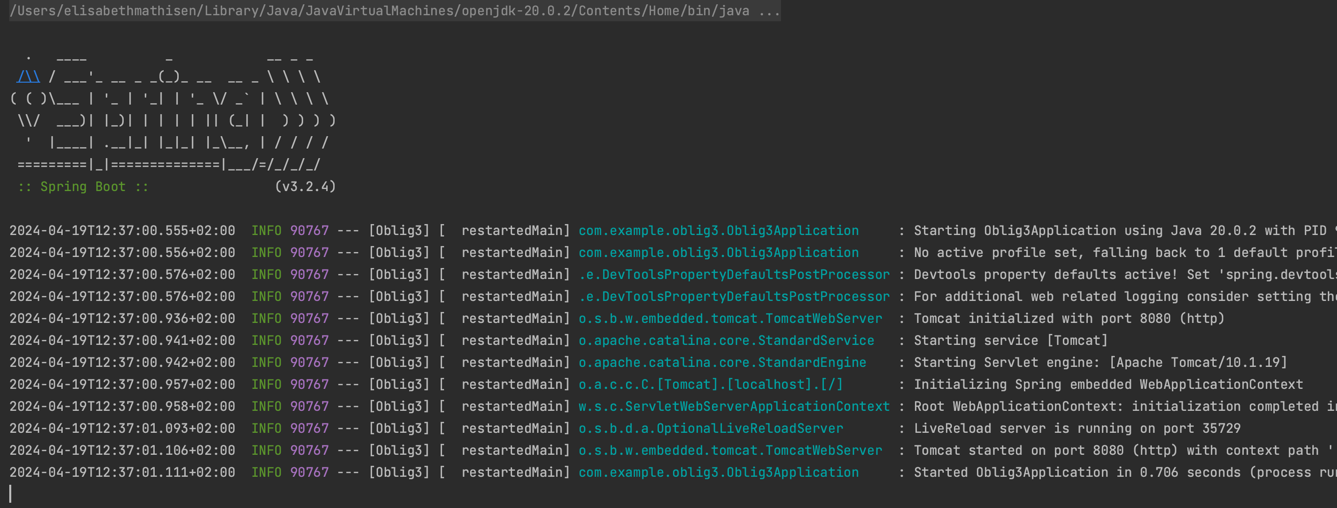 /Users/elisabethmathisen/Library/Java/JavaVirtualMachines/openjdk-20.0.2/Contents/Home/bin/java ...
  .   ____          _            __ _ _
 /\\ / ___'_ __ _ _(_)_ __  __ _ \ \ \ \
( ( )\___ | '_ | '_| | '_ \/ _` | \ \ \ \
 \\/  ___)| |_)| | | | | || (_| |  ) ) ) )
  '  |____| .__|_| |_|_| |_\__, | / / / /
 =========|_|==============|___/=/_/_/_/
 :: Spring Boot ::                (v3.2.4)
2024-04-19T12:37:00.555+02:00  INFO 90767 --- [Oblig3] [  restartedMain] com.example.oblig3.Oblig3Application     : Starting Oblig3Application using Java 20.0.2 with PID
2024-04-19T12:37:00.556+02:00  INFO 90767 --- [Oblig3] [  restartedMain] com.example.oblig3.Oblig3Application     : No active profile set, falling back to 1 default profil
2024-04-19T12:37:00.576+02:00  INFO 90767 --- [Oblig3] [  restartedMain] .e.DevToolsPropertyDefaultsPostProcessor : Devtools property defaults active! Set 'spring.devtools
2024-04-19T12:37:00.576+02:00  INFO 90767 --- [Oblig3] [  restartedMain] .e.DevToolsPropertyDefaultsPostProcessor : For additional web related logging consider setting the
2024-04-19T12:37:00.936+02:00  INFO 90767 --- [Oblig3] [  restartedMain] o.s.b.w.embedded.tomcat.TomcatWebServer  : Tomcat initialized with port 8080 (http)
2024-04-19T12:37:00.941+02:00  INFO 90767 --- [Oblig3] [  restartedMain] o.apache.catalina.core.StandardService   : Starting service [Tomcat]
2024-04-19T12:37:00.942+02:00  INFO 90767 --- [Oblig3] [  restartedMain] o.apache.catalina.core.StandardEngine    : Starting Servlet engine: [Apache Tomcat/10.1.19]
2024-04-19T12:37:00.957+02:00  INFO 90767 --- [Oblig3] [  restartedMain] o.a.c.c.C.[Tomcat].[localhost].[/]       : Initializing Spring embedded WebApplicationContext
2024-04-19T12:37:00.958+02:00  INFO 90767 --- [Oblig3] [  restartedMain] w.s.c.ServletWebServerApplicationContext : Root WebApplicationContext: initialization completed in
2024-04-19T12:37:01.093+02:00  INFO 90767 --- [Oblig3] [  restartedMain] o.s.b.d.a.OptionalLiveReloadServer       : LiveReload server is running on port 35729
2024-04-19T12:37:01.106+02:00  INFO 90767 --- [Oblig3] [  restartedMain] o.s.b.w.embedded.tomcat.TomcatWebServer  : Tomcat started on port 8080 (http) with context path '
2024-04-19T12:37:01.111+02:00  INFO 90767 --- [Oblig3] [  restartedMain] com.example.oblig3.Oblig3Application     : Started Oblig3Application in 0.706 seconds (process run